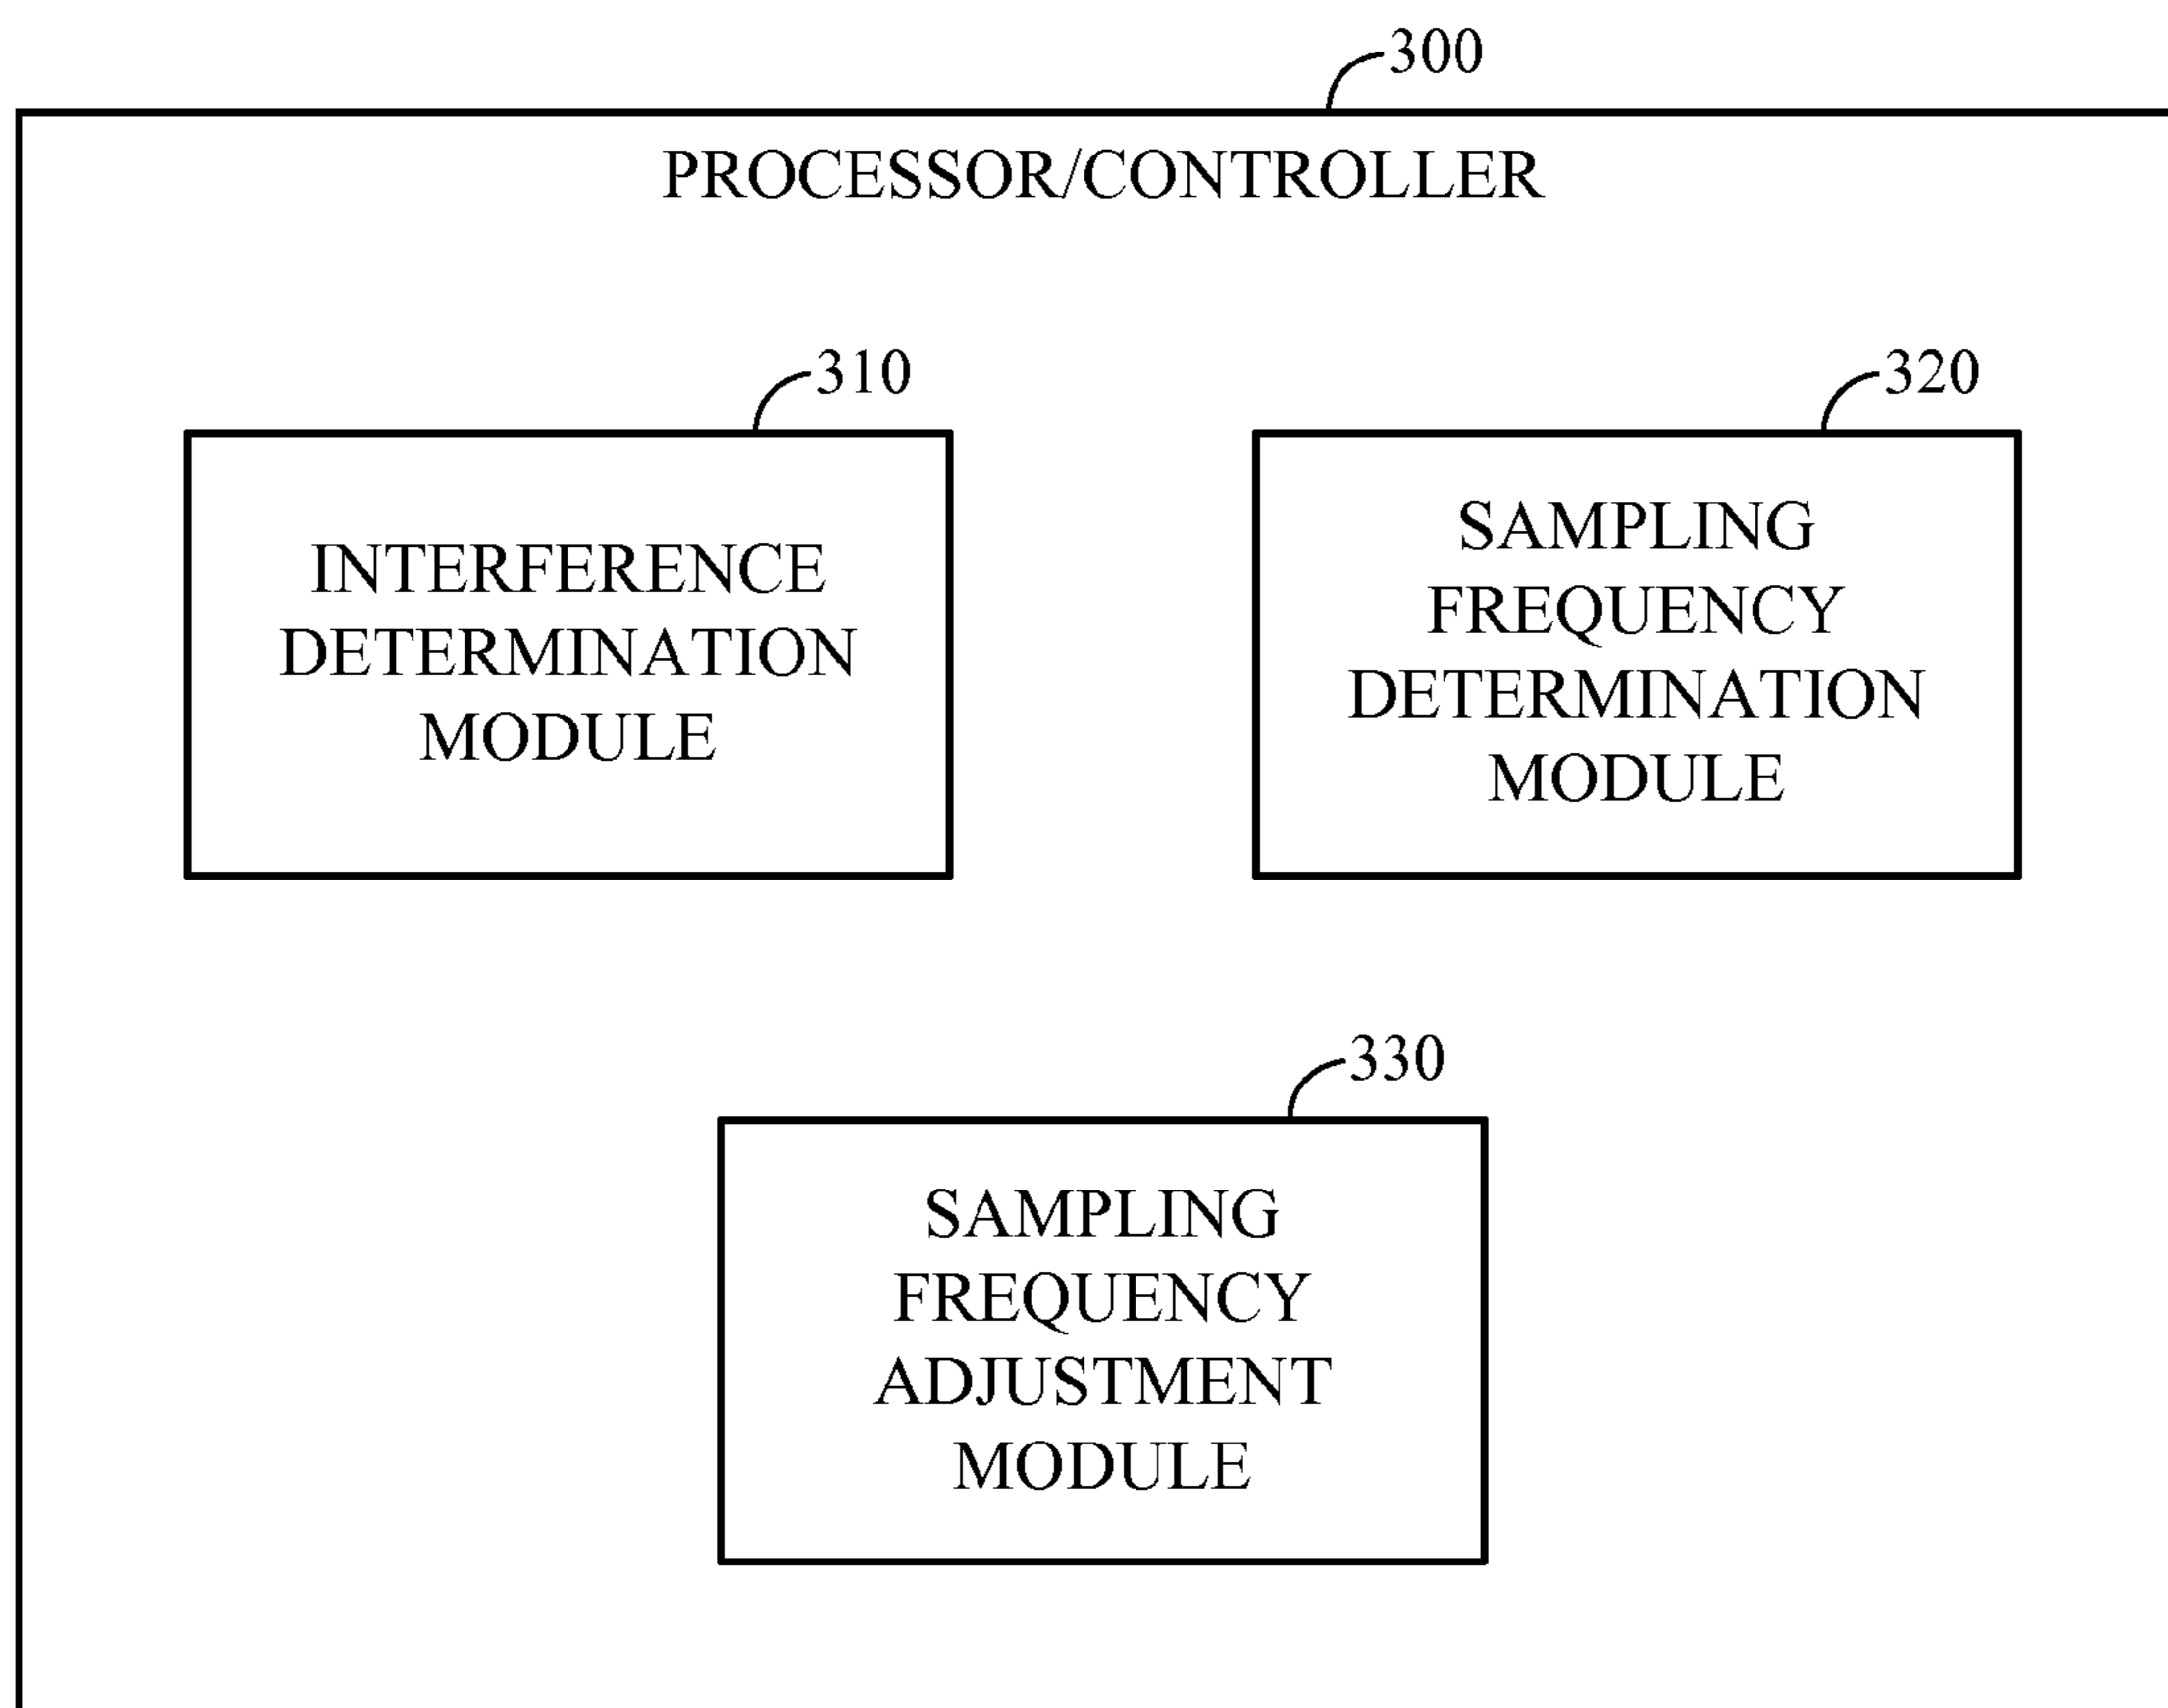 300
PROCESSOR/CONTROLLER
310
INTERFERENCE
DETERMINATION
MODULE
320
SAMPLING
FREQUENCY
DETERMINATION
MODULE
330
SAMPLING
FREQUENCY
ADJUSTMENT
MODULE